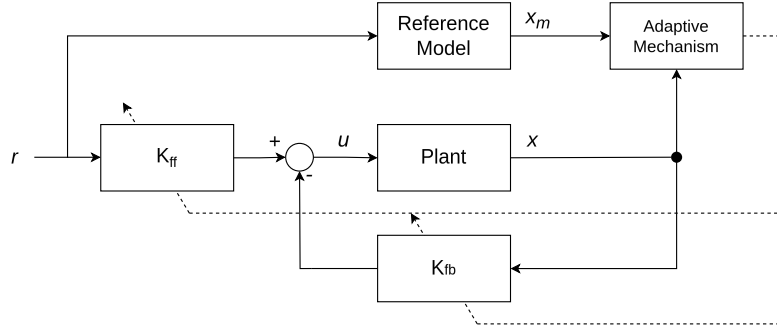 Reference
Model
x_m
Adaptive
Mechanism
r
K_ff
+
-
u
Plant
x
K_fb